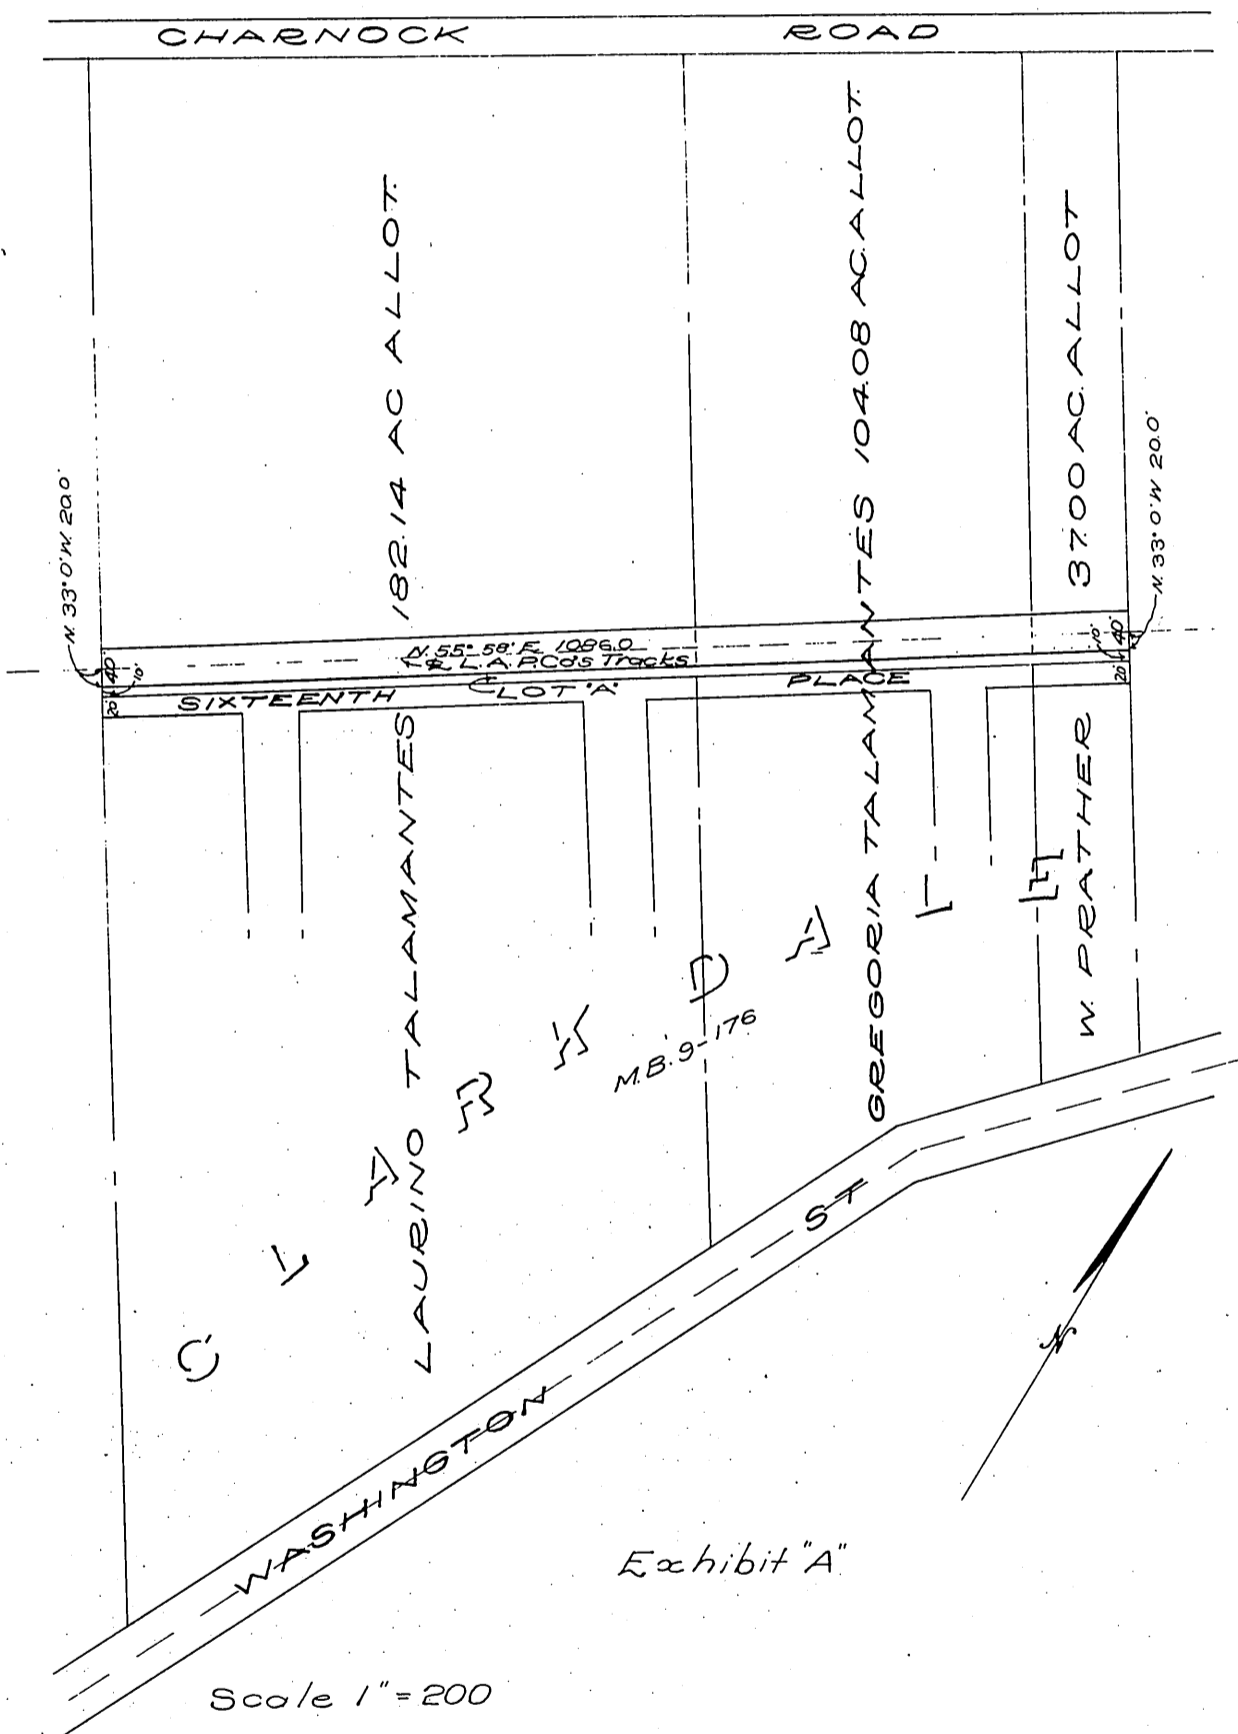 CHARNOCK ROAD
182.14 AC ALLOT.
104.08 AC. ALLOT.
37.00 AC. ALLOT
N. 33° 0' W. 20.0'
N. 33° 0' W 20.0'
N. 55° 58' E. 1086.0
℄ L.A.P. CO's Tracks
40
10'
20'
10'
40'
20'
SIXTEENTH PLACE
LOT "A"
LAURINO TALAMANTES
GREGORIA TALAMANTES
W. PRATHER
CLARKDALE
M.B. 9-176
WASHINGTON ST
N
Exhibit "A"
Scale 1" = 200